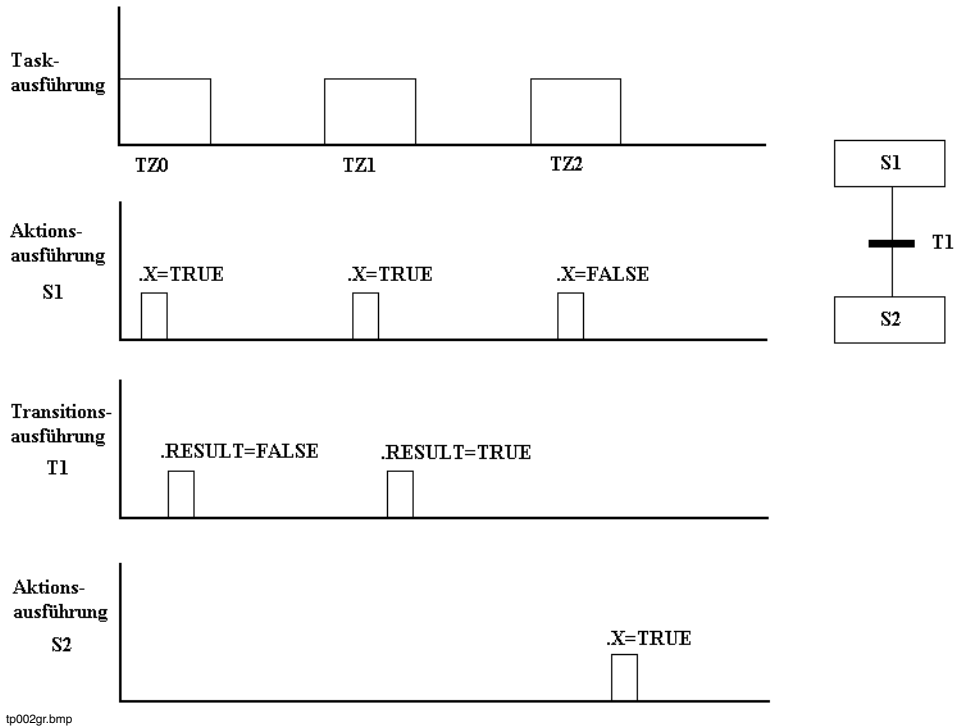 Task-
ausführung
TZ0
TZ1
TZ2
S1
T1
S2
Aktions-
ausführung
S1
.X=TRUE
.X=TRUE
.X=FALSE
Transitions-
ausführung
T1
.RESULT=FALSE
.RESULT=TRUE
Aktions-
ausführung
S2
.X=TRUE
tp002gr.bmp